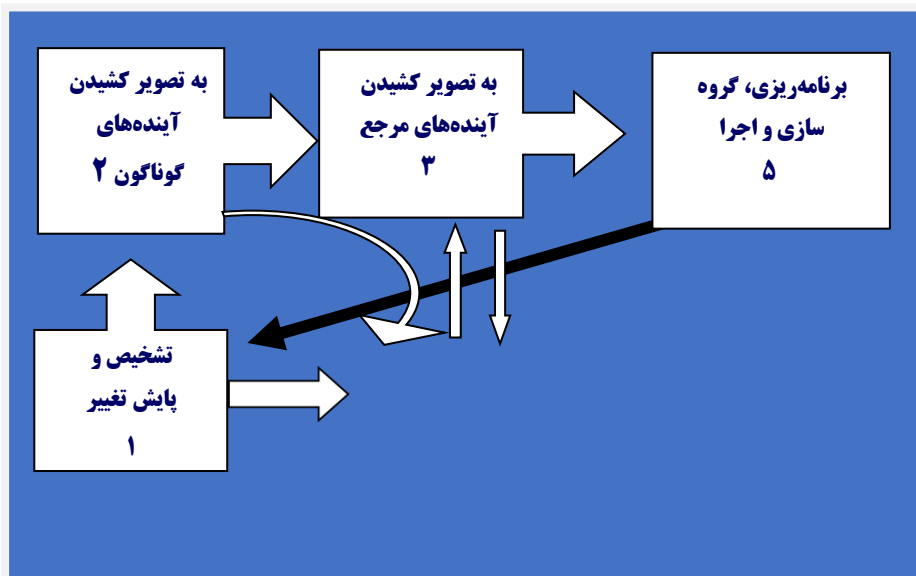 به تصویر کشیدن
آینده‌های
گوناگون ۲
به تصویر کشیدن
آینده‌های مرجع
۳
برنامه‌ریزی، گروه
سازی و اجرا
۵
تشخیص و
پایش تغییر
۱